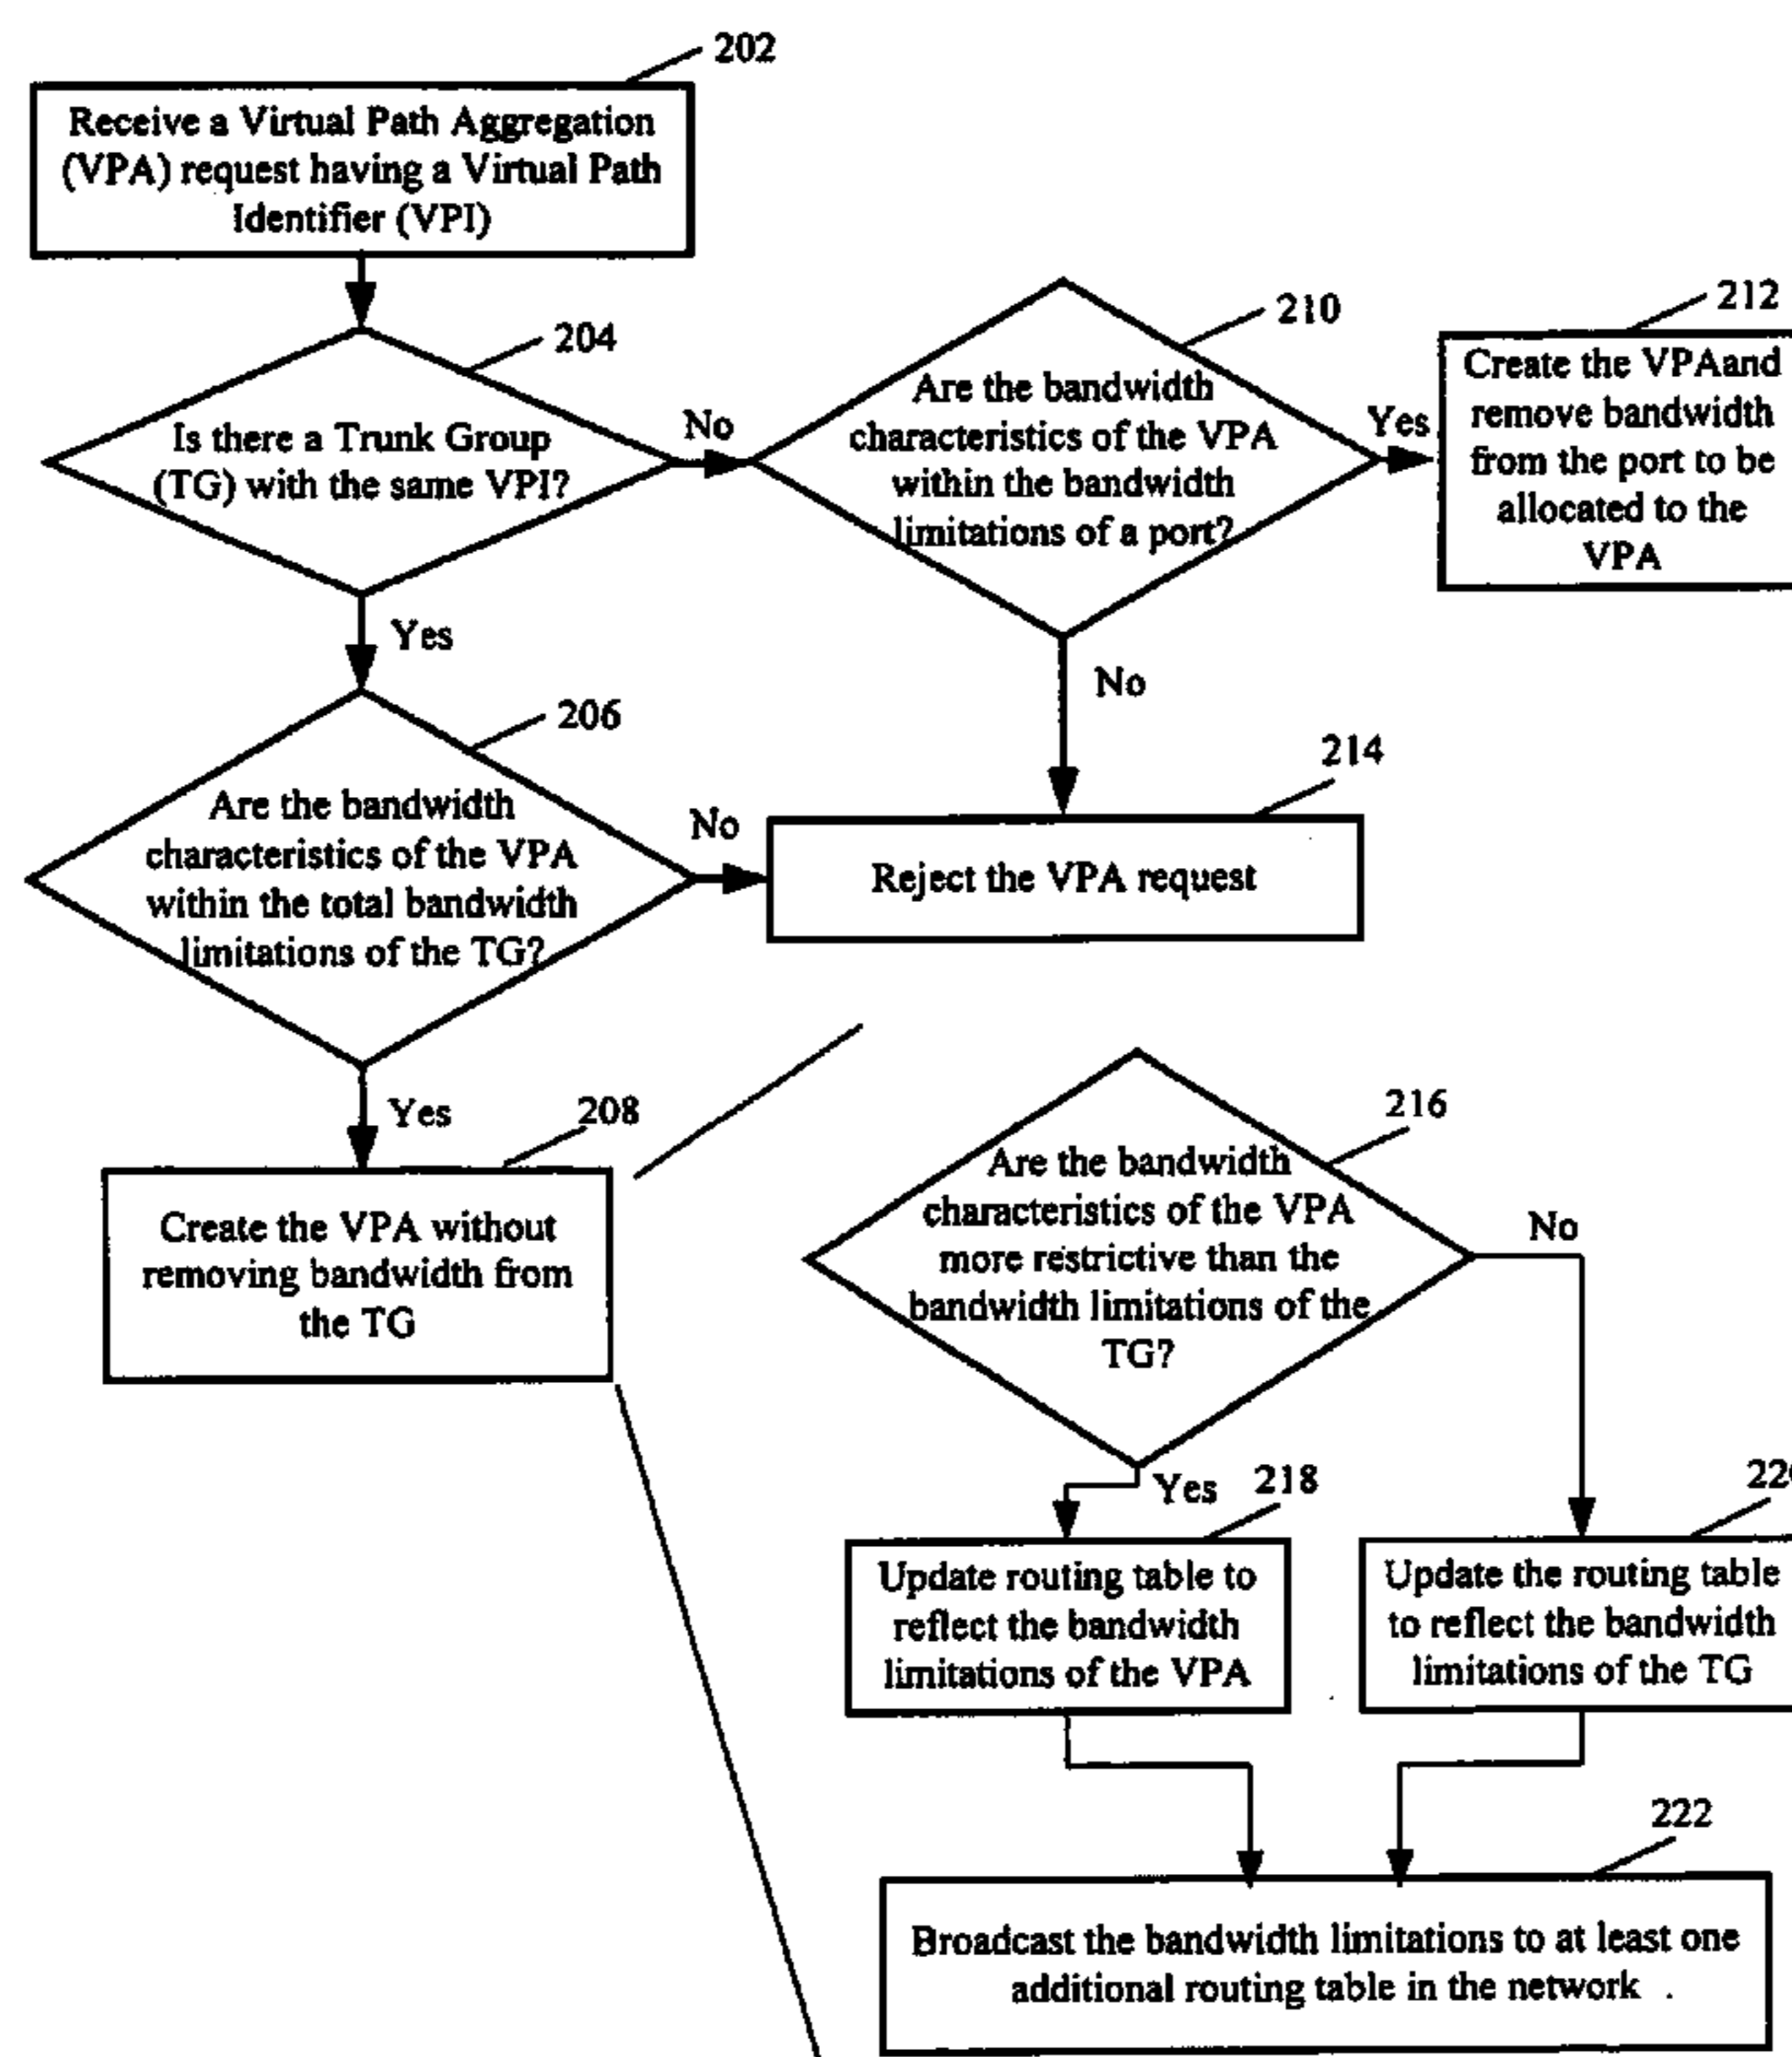 202
Receive a Virtual Path Aggregation
(VPA) request having a Virtual Path
Identifier (VPI)
204
Is there a Trunk Group
(TG) with the same VPI?
No
210
Are the bandwidth
characteristics of the VPA
within the bandwidth
limitations of a port?
Yes
212
Create the VPAand
remove bandwidth
from the port to be
allocated to the
VPA
Yes
No
206
Are the bandwidth
characteristics of the VPA
within the total bandwidth
limitations of the TG?
No
214
Reject the VPA request
Yes
208
Create the VPA without
removing bandwidth from
the TG
216
Are the bandwidth
characteristics of the VPA
more restrictive than the
bandwidth limitations of the
TG?
No
Yes
218
Update routing table to
reflect the bandwidth
limitations of the VPA
Update the routing table
to reflect the bandwidth
limitations of the TG
222
Broadcast the bandwidth limitations to at least one
additional routing table in the network .